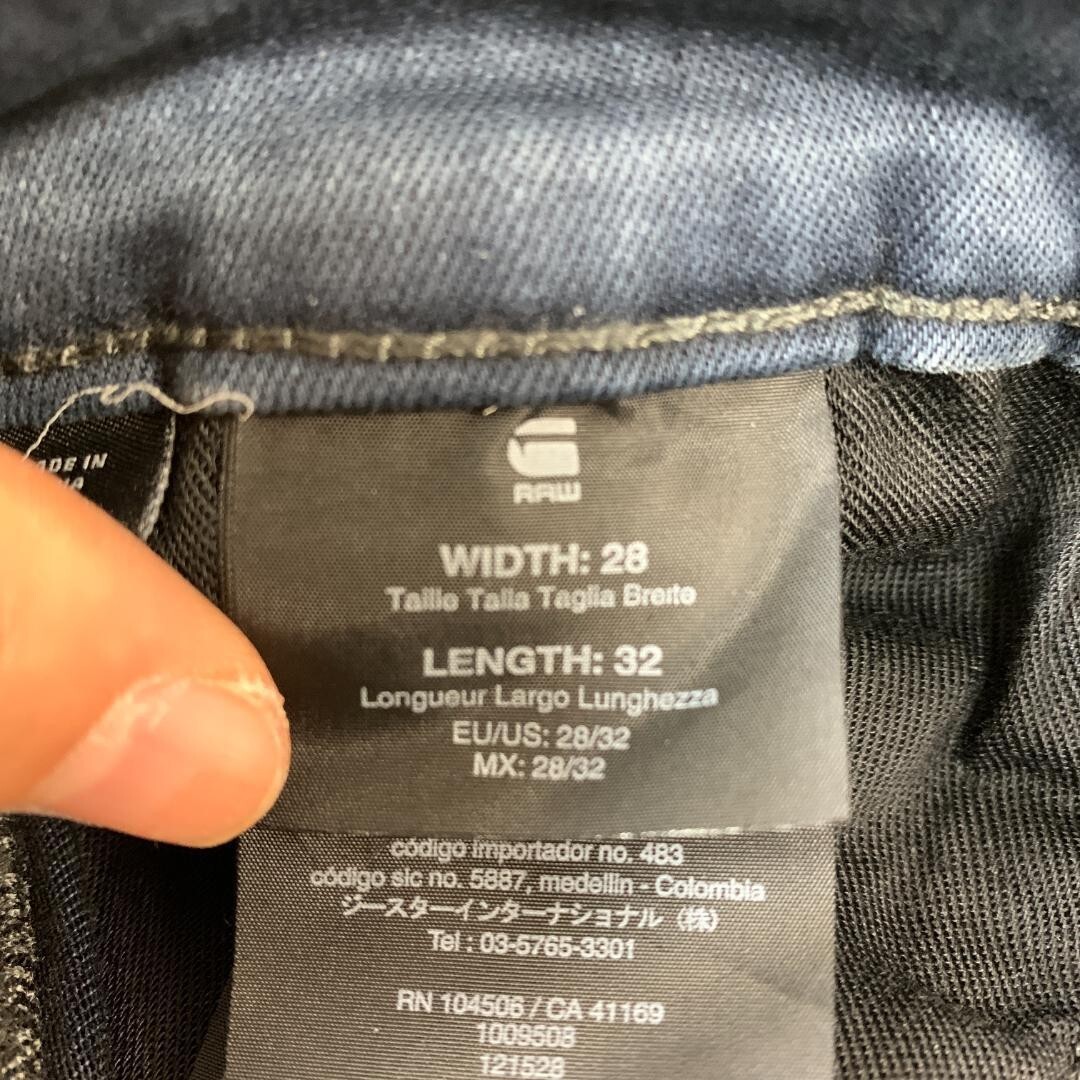 RAW
WIDTH: 28
Taille Talla Taglia Breite
LENGTH: 32
Longueur Largo Lunghezza
EU/US: 28/32
MX: 28/32
código importador no. 483
código sic no. 5887, medellin - Colombia
ジースターインターナショナル（株）
Tel : 03-5765-3301
RN 104506 / CA 41169
1009508
121528
IN